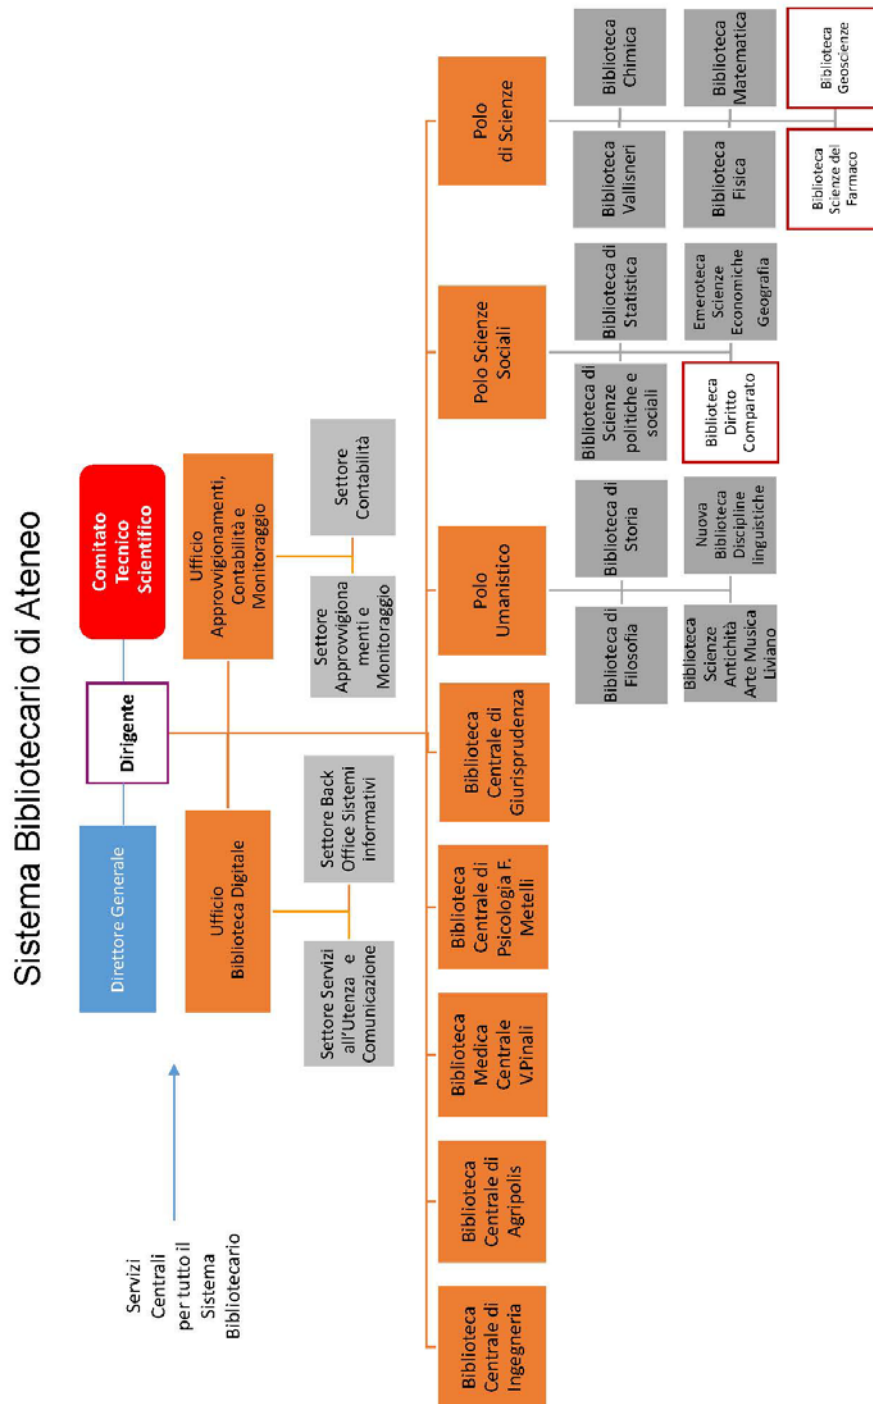 Sistema Bibliotecario di Ateneo
Direttore Generale
Dirigente
Comitato
Tecnico
Scientifico
Servizi
Centrali
per tutto il
Sistema
Bibliotecario
Ufficio
Biblioteca Digitale
Ufficio
Approvvigionamenti,
Contabilità e
Monitoraggio
Settore Servizi
all'Utenza e
Comunicazione
Settore Back
Office Sistemi
informativi
Settore
Approvvigiona
menti e
Monitoraggio
Settore
Contabilità
Biblioteca
Centrale di
Ingegneria
Biblioteca
Centrale di
Agripolis
Biblioteca
Medica
Centrale
V.Pinali
Biblioteca
Centrale di
Psicologia F.
Metelli
Biblioteca
Centrale di
Giurisprudenza
Polo
Umanistico
Polo Scienze
Sociali
Polo
di Scienze
Biblioteca di
Filosofia
Biblioteca di
Storia
Biblioteca
Scienze
Antichità
Arte Musica
Liviano
Nuova
Biblioteca
Discipline
linguistiche
Biblioteca di
Scienze
politiche e
sociali
Biblioteca di
Statistica
Biblioteca
Diritto
Comparato
Emeroteca
Scienze
Economiche
Geografia
Biblioteca
Vallisneri
Biblioteca
Chimica
Biblioteca
Fisica
Biblioteca
Matematica
Biblioteca
Scienze del
Farmaco
Biblioteca
Geoscienze